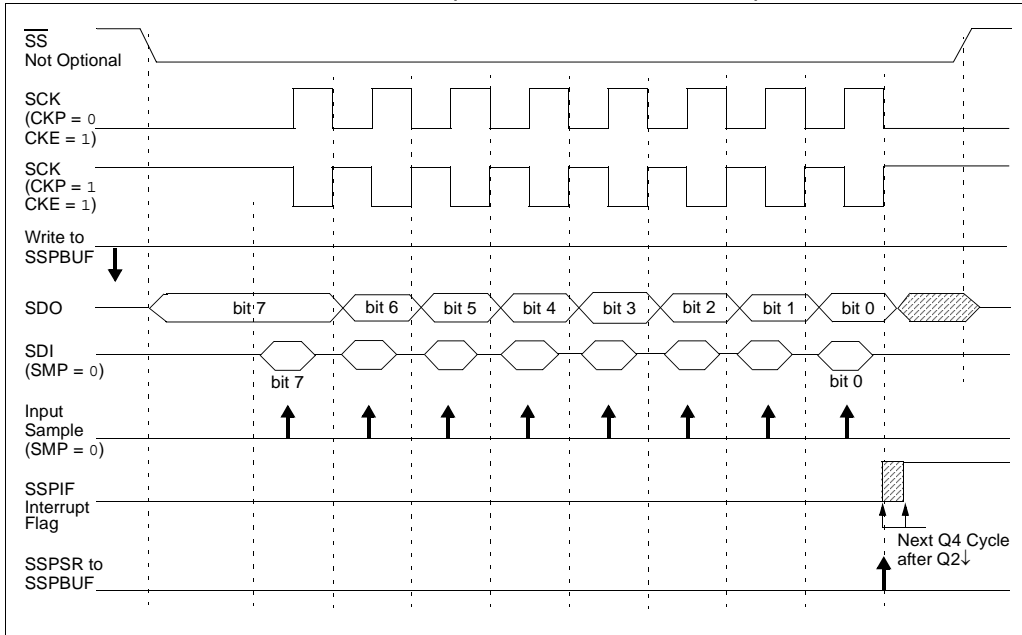 SS
Not Optional
SCK
(CKP = 0
CKE = 1)
SCK
(CKP = 1
CKE = 1)
Write to
SSPBUF
SDO
bit 7 bit 6 bit 5 bit 4 bit 3 bit 2 bit 1 bit 0
SDI
(SMP = 0)
bit 7 bit 0
Input
Sample
(SMP = 0)
SSPIF
Interrupt
Flag
Next Q4 Cycle
after Q2↓
SSPSR to
SSPBUF